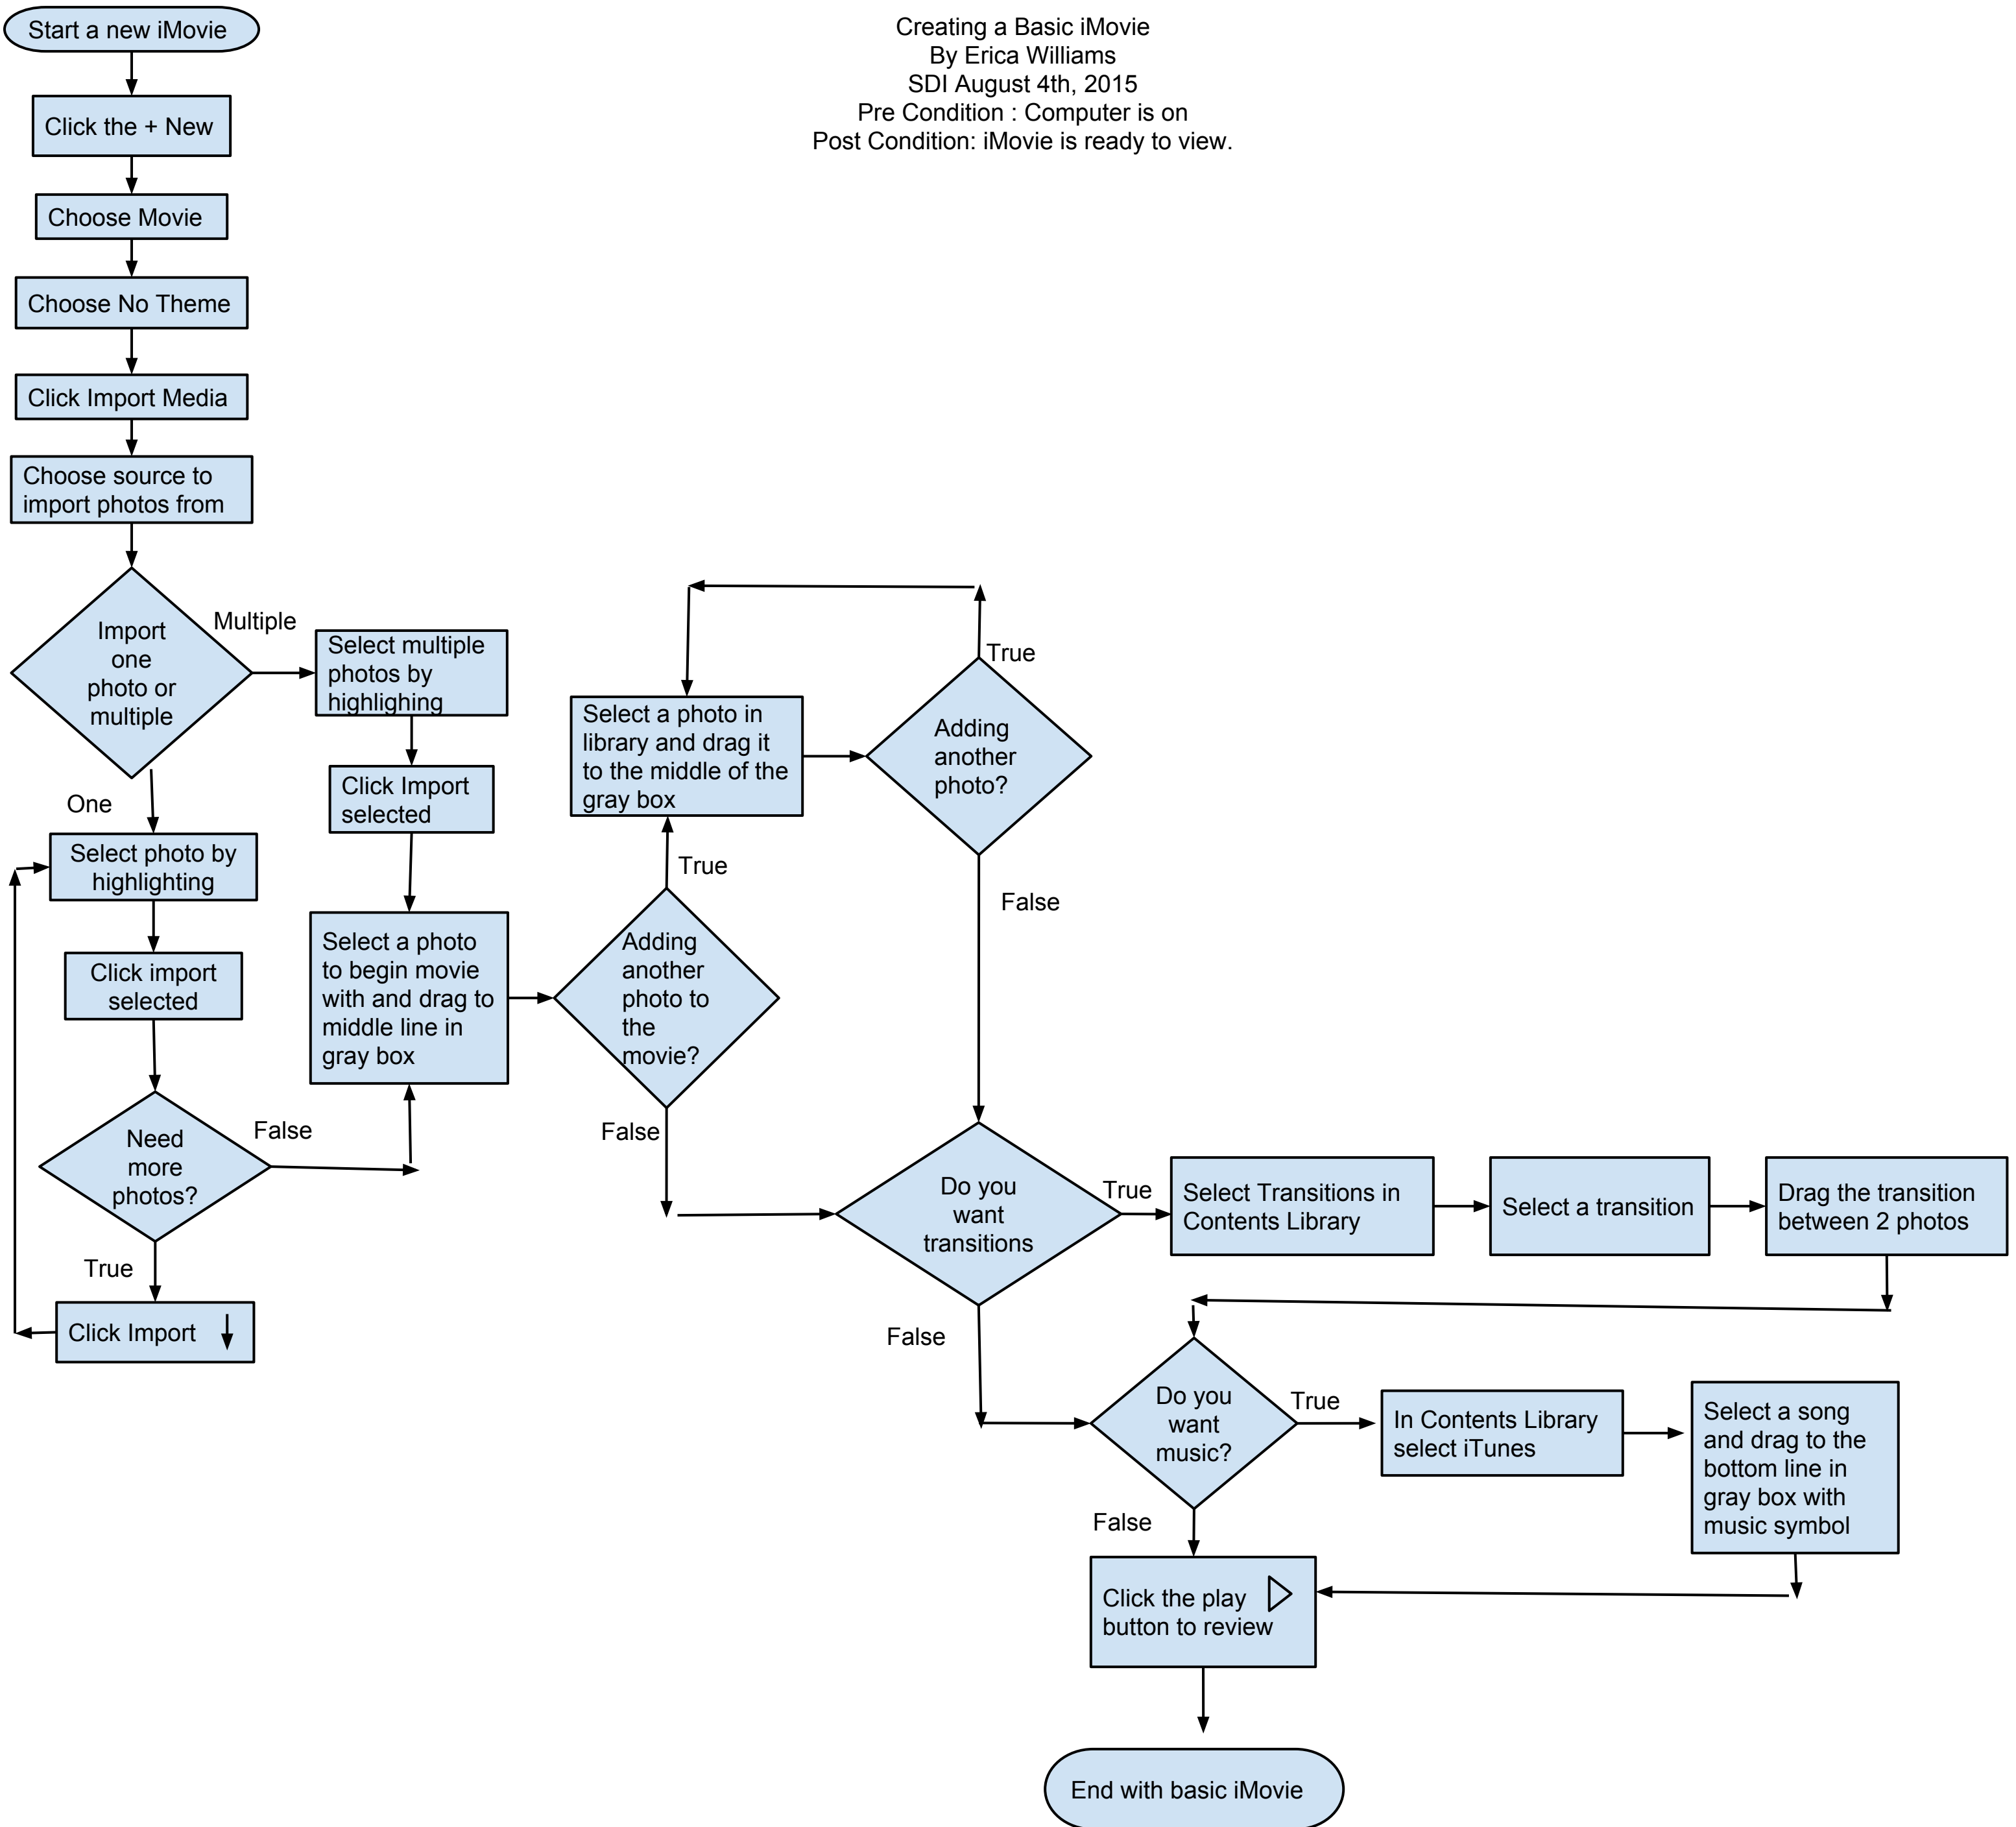 Creating a Basic iMovie
By Erica Williams
SDI August 4th, 2015
Pre Condition : Computer is on
Post Condition: iMovie is ready to view.
Start a new iMovie
Click the + New
Choose Movie
Choose No Theme
Click Import Media
Choose source to
import photos from
Import
one
photo or
multiple
Multiple
One
Select multiple
photos by
highlighing
Click Import
selected
Select photo by
highlighting
Click import
selected
Need
more
photos?
False
True
Click Import
Select a photo
to begin movie
with and drag to
middle line in
gray box
Adding
another
photo to
the
movie?
True
False
Select a photo in
library and drag it
to the middle of the
gray box
Adding
another
photo?
True
False
Do you
want
transitions
True
False
Select Transitions in
Contents Library
Select a transition
Drag the transition
between 2 photos
Do you
want
music?
True
False
In Contents Library
select iTunes
Select a song
and drag to the
bottom line in
gray box with
music symbol
Click the play
button to review
End with basic iMovie